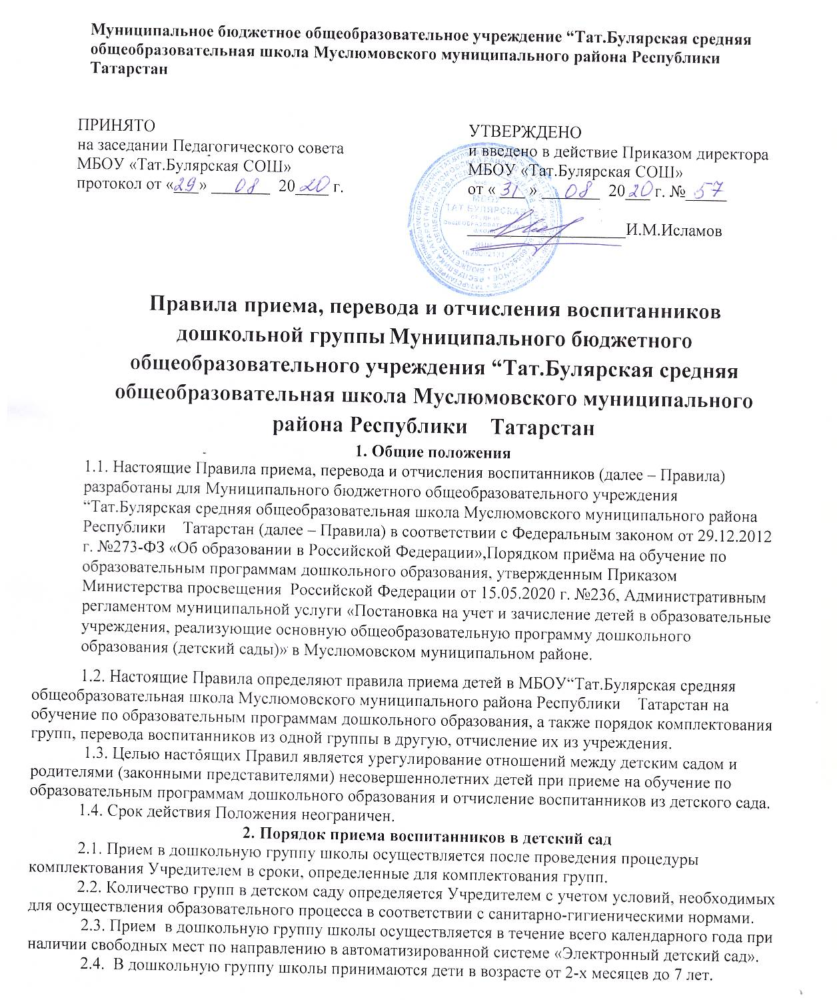 Муниципальное бюджетное общеобразовательное учреждение “Тат.Булярская средняя
общеобразовательная школа Муслюмовского муниципального района Республики
Татарстан
ПРИНЯТО
на заседании Педагогического совета
МБОУ «Тат.Булярская СОШ»
протокол от «29» 08 2020 г.
УТВЕРЖДЕНО
и введено в действие Приказом директора
МБОУ «Тат.Булярская СОШ»
от « 31 » 08 2020 г. № 57
И.М.Исламов
МБОУ
ТАТ БУЛЯРСКАЯ
ОБЩЕОБРАЗОВАТЕЛЬНАЯ
ШКОЛА
Правила приема, перевода и отчисления воспитанников
дошкольной группы Муниципального бюджетного
общеобразовательного учреждения “Тат.Булярская средняя
общеобразовательная школа Муслюмовского муниципального
района Республики Татарстан
1. Общие положения
1.1. Настоящие Правила приема, перевода и отчисления воспитанников (далее – Правила)
разработаны для Муниципального бюджетного общеобразовательного учреждения
“Тат.Булярская средняя общеобразовательная школа Муслюмовского муниципального района
Республики Татарстан (далее – Правила) в соответствии с Федеральным законом от 29.12.2012
г. №273-ФЗ «Об образовании в Российской Федерации»,Порядком приёма на обучение по
образовательным программам дошкольного образования, утвержденным Приказом
Министерства просвещения Российской Федерации от 15.05.2020 г. №236, Административным
регламентом муниципальной услуги «Постановка на учет и зачисление детей в образовательные
учреждения, реализующие основную общеобразовательную программу дошкольного
образования (детский сады)» в Муслюмовском муниципальном районе.
1.2. Настоящие Правила определяют правила приема детей в МБОУ“Тат.Булярская средняя
общеобразовательная школа Муслюмовского муниципального района Республики Татарстан на
обучение по образовательным программам дошкольного образования, а также порядок комплектования
групп, перевода воспитанников из одной группы в другую, отчисление их из учреждения.
1.3. Целью настоящих Правил является урегулирование отношений между детским садом и
родителями (законными представителями) несовершеннолетних детей при приеме на обучение по
образовательным программам дошкольного образования и отчисление воспитанников из детского сада.
1.4. Срок действия Положения неограничен.
2. Порядок приема воспитанников в детский сад
2.1. Прием в дошкольную группу школы осуществляется после проведения процедуры
комплектования Учредителем в сроки, определенные для комплектования групп.
2.2. Количество групп в детском саду определяется Учредителем с учетом условий, необходимых
для осуществления образовательного процесса в соответствии с санитарно-гигиеническими нормами.
2.3. Прием в дошкольную группу школы осуществляется в течение всего календарного года при
наличии свободных мест по направлению в автоматизированной системе «Электронный детский сад».
2.4. В дошкольную группу школы принимаются дети в возрасте от 2-х месяцев до 7 лет.